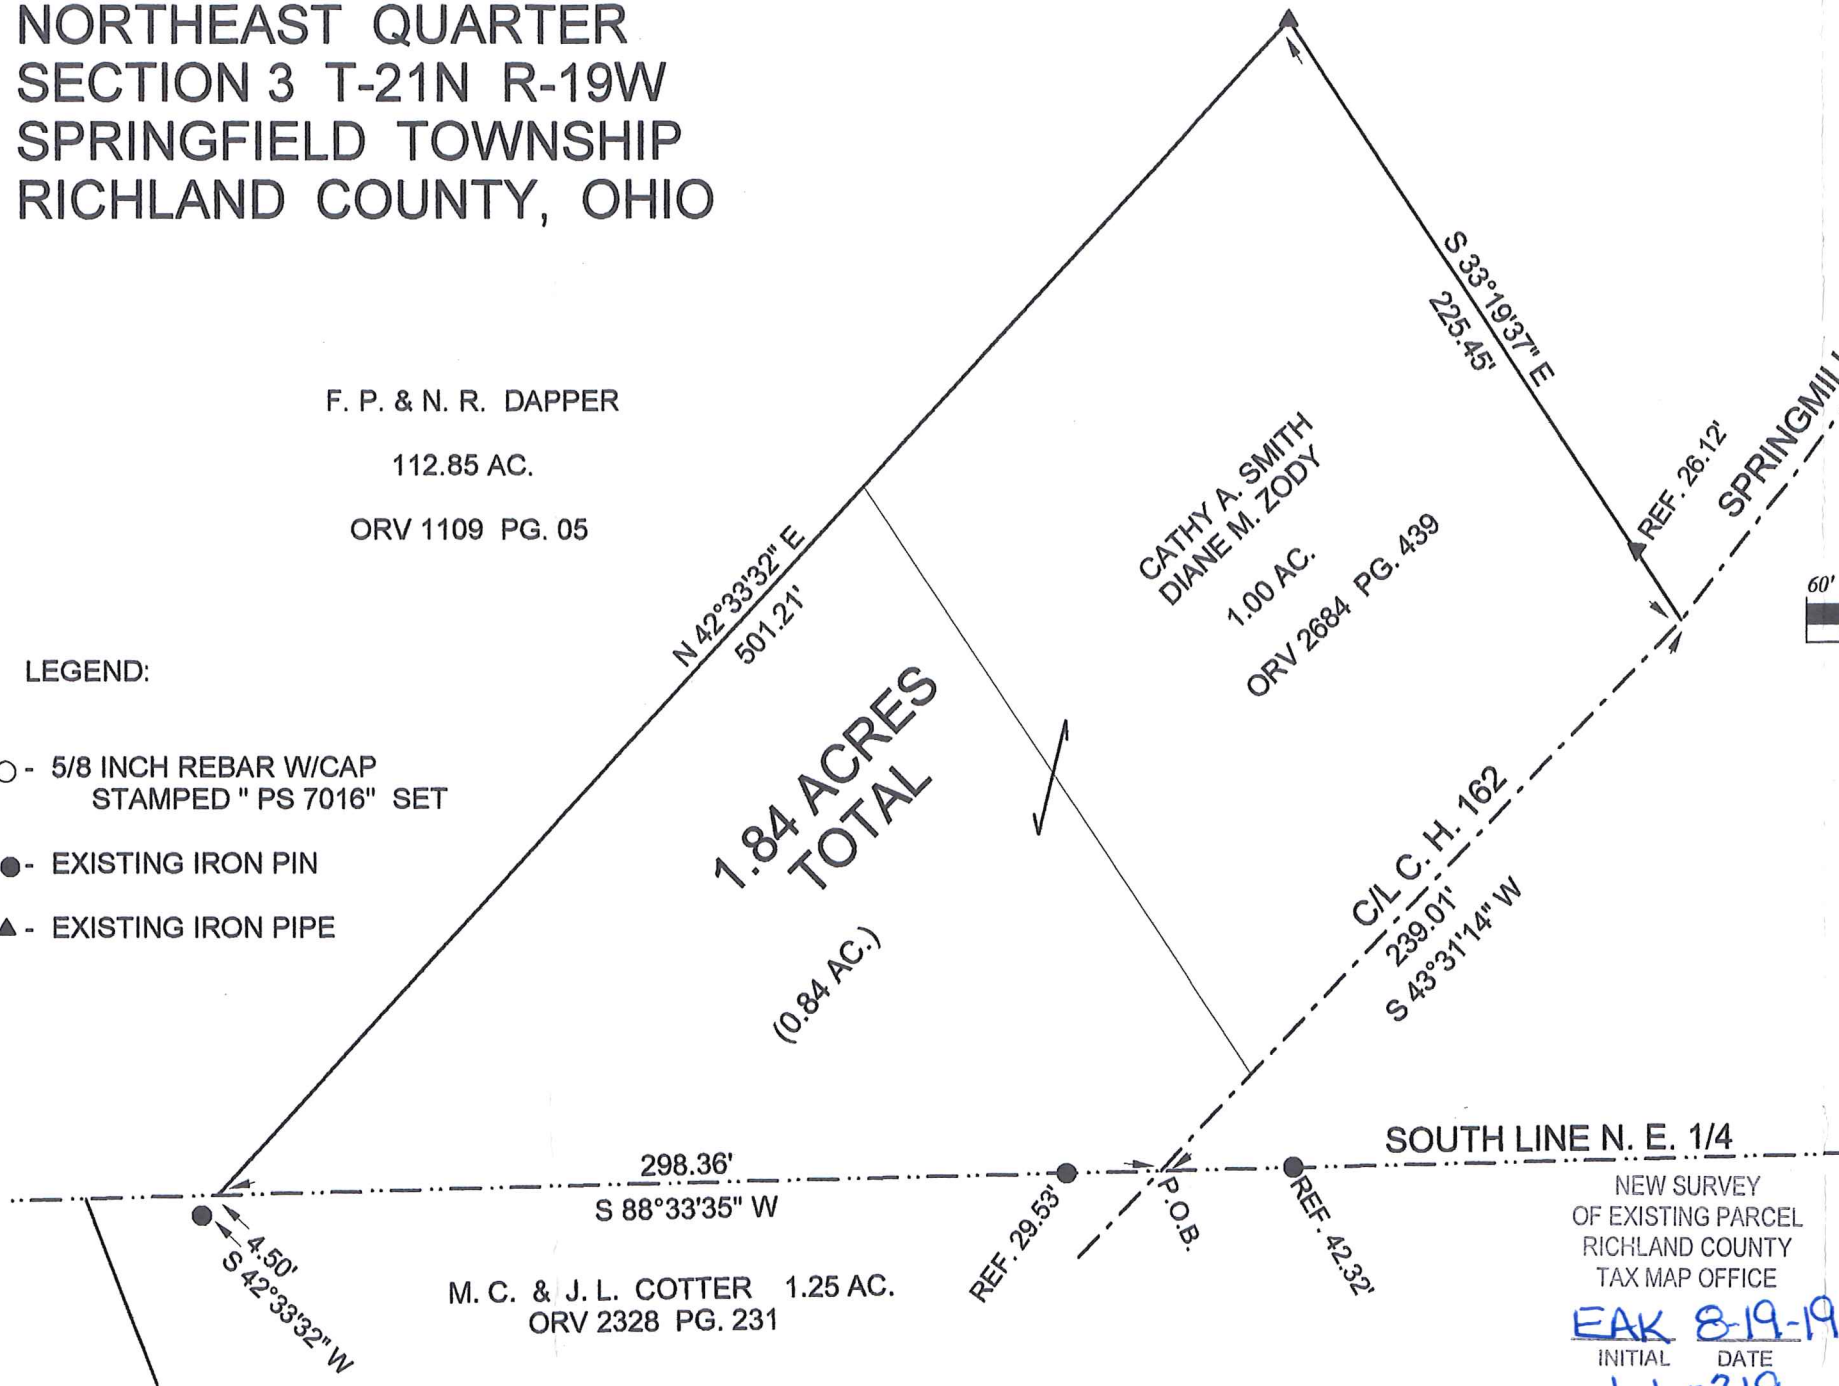 NORTHEAST QUARTER
SECTION 3 T-21N R-19W
SPRINGFIELD TOWNSHIP
RICHLAND COUNTY, OHIO
F. P. & N. R. DAPPER
112.85 AC.
ORV 1109 PG. 05
S 33°19'37" E
225.45'
REF. 26.12'
SPRINGMILL
60'
CATHY A. SMITH
DIANE M. ZODY
1.00 AC.
ORV 2684 PG. 439
N 42°33'32" E
501.21'
LEGEND:
- 5/8 INCH REBAR W/CAP
STAMPED " PS 7016" SET
- EXISTING IRON PIN
- EXISTING IRON PIPE
1.84 ACRES
TOTAL
(0.84 AC.)
C/L C. H. 162
239.01'
S 43°31'14" W
SOUTH LINE N. E. 1/4
298.36'
S 88°33'35" W
4.50'
S 42°33'32" W
REF. 29.53'
P.O.B.
REF. 42.32'
M. C. & J. L. COTTER 1.25 AC.
ORV 2328 PG. 231
NEW SURVEY
OF EXISTING PARCEL
RICHLAND COUNTY
TAX MAP OFFICE
EAK 8-19-19
INITIAL DATE